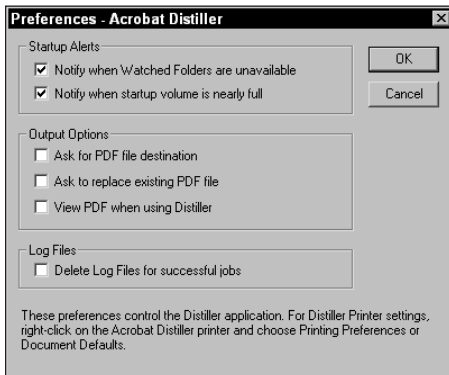 Preferences - Acrobat Distiller
Startup Alerts
Notify when Watched Folders are unavailable
Notify when startup volume is nearly full
OK
Cancel
Output Options
Ask for PDF file destination
Ask to replace existing PDF file
View PDF when using Distiller
Log Files
Delete Log Files for successful jobs
These preferences control the Distiller application. For Distiller Printer settings,
right-click on the Acrobat Distiller printer and choose Printing Preferences or
Document Defaults.